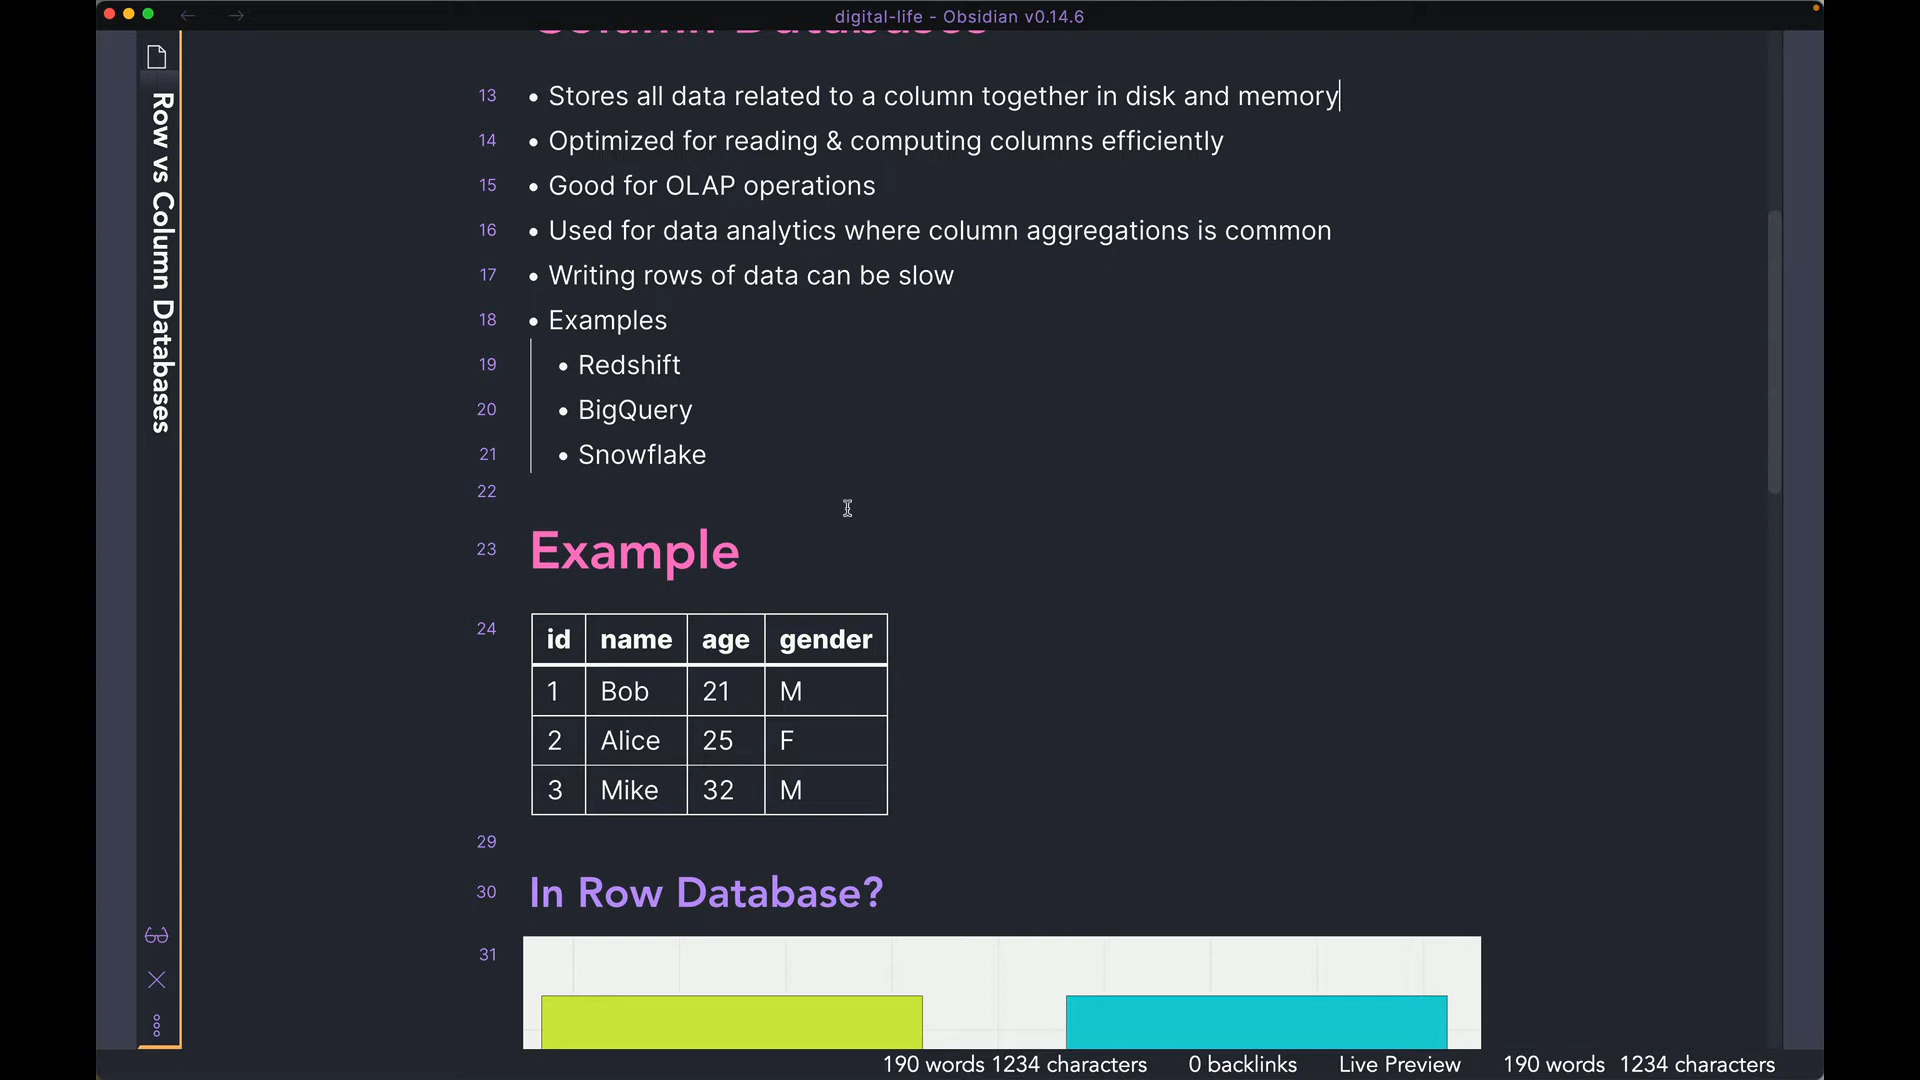 digital-life - Obsidian v0.14.6
Row vs Column Databases
Column Databases
13 • Stores all data related to a column together in disk and memory
14 • Optimized for reading & computing columns efficiently
15 • Good for OLAP operations
16 • Used for data analytics where column aggregations is common
17 • Writing rows of data can be slow
18 • Examples
19 • Redshift
20 • BigQuery
21 • Snowflake
22
23 Example
24 id name age gender
1 Bob 21 M
2 Alice 25 F
3 Mike 32 M
29
30 In Row Database?
31
190 words 1234 characters 0 backlinks Live Preview 190 words 1234 characters